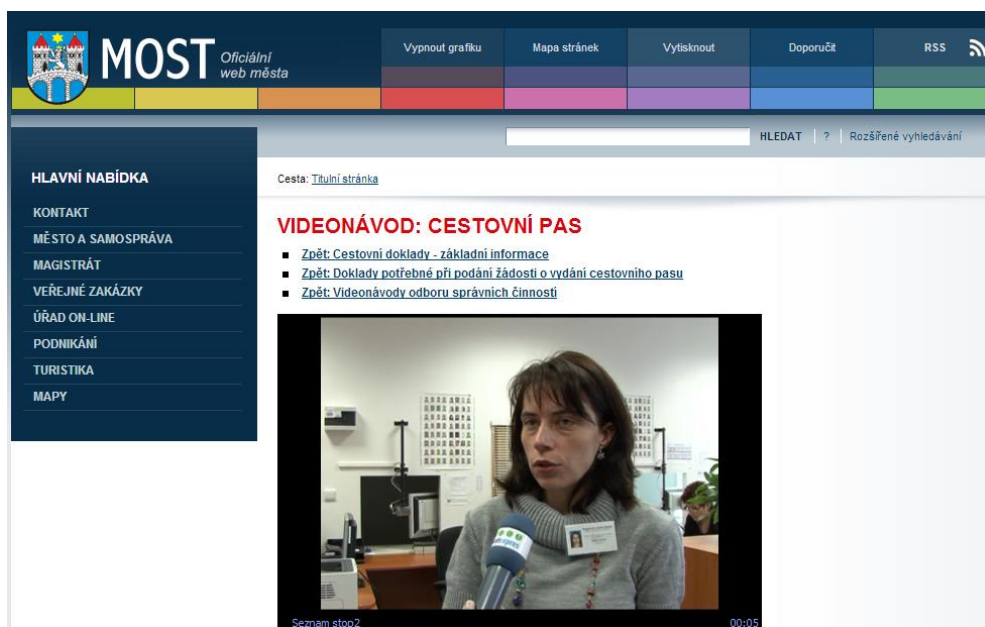 MOST
Oficiální
web města
Vypnout grafiku
Mapa stránek
Vytisknout
Doporučit
RSS
HLEDAT
?
Rozšířené vyhledávání
HLAVNÍ NABÍDKA
KONTAKT
MĚSTO A SAMOSPRÁVA
MAGISTRÁT
VEŘEJNÉ ZAKÁZKY
ÚŘAD ON-LINE
PODNIKÁNÍ
TURISTIKA
MAPY
Cesta: Titulní stránka
VIDEONÁVOD: CESTOVNÍ PAS
Zpět: Cestovní doklady - základní informace
Zpět: Doklady potřebné při podání žádosti o vydání cestovního pasu
Zpět: Videonávody odboru správních činností
Seznam stop2
00:05